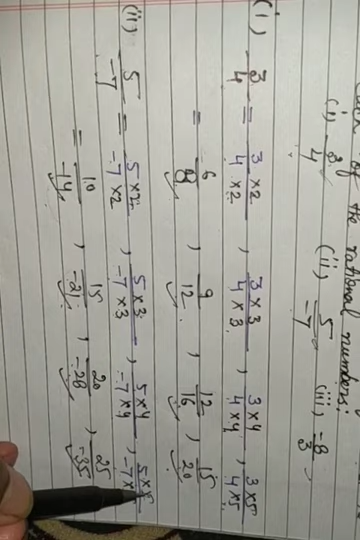 of the rational numbers:
(i) 3/4 (ii) 5/-7 (iii) -8/3
(i) 3/4 = 3×2/4×2 , 3×3/4×3 , 3×4/4×4 , 3×5/4×5
= 6/8 , 9/12 , 12/16 , 15/20
(ii) 5/-7 = 5×2/-7×2 , 5×3/-7×3 , 5×4/-7×4 , 5×5/-7×
= 10/-14 , 15/-21 , 20/-28 , 25/-35